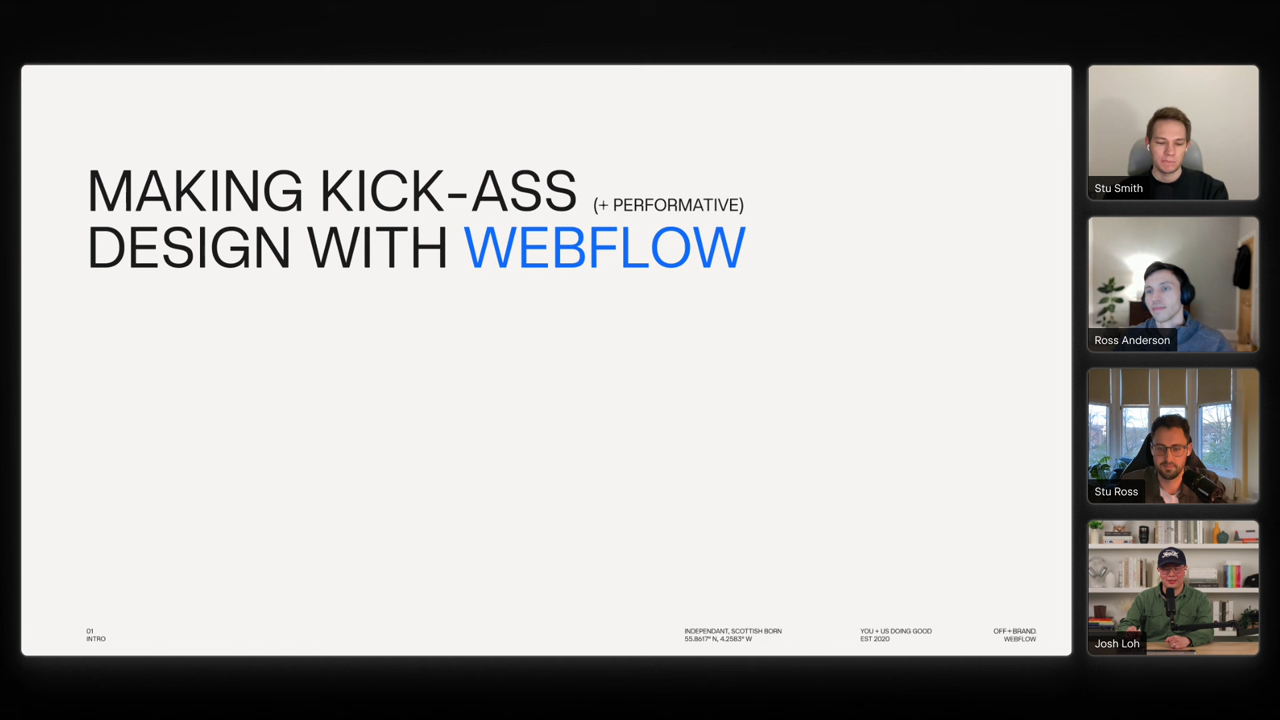 MAKING KICK-ASS (+ PERFORMATIVE)
DESIGN WITH WEBFLOW
01
INTRO
INDEPENDANT, SCOTTISH BORN
55.8617° N, 4.2583° W
YOU + US DOING GOOD
EST 2020
OFF+BRAND.
WEBFLOW
Stu Smith
Ross Anderson
Stu Ross
Josh Loh